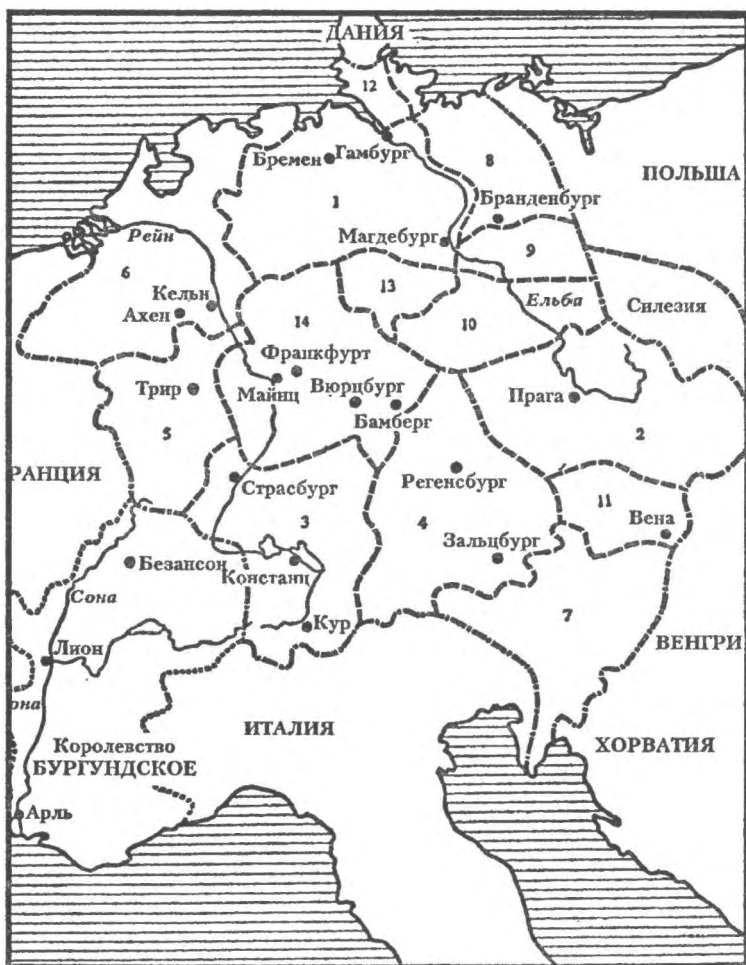 ДАНИЯ
12
Бремен
Гамбург
8
ПОЛЬША
1
Бранденбург
Рейн
Магдебург
9
6
13
Кельн
Ельба
СИЛЕЗИЯ
Ахен
14
10
Франкфурт
Трир
Майнц
Вюрцбург
Прага
Бамберг
2
5
РАНЦИЯ
Страсбург
Регенсбург
11
3
4
Вена
Безансон
Зальцбург
Констанц
Сона
7
Кур
Лион
ВЕНГРИ
она
ИТАЛИЯ
Королевство
БУРГУНДСКОЕ
ХОРВАТИЯ
Арль